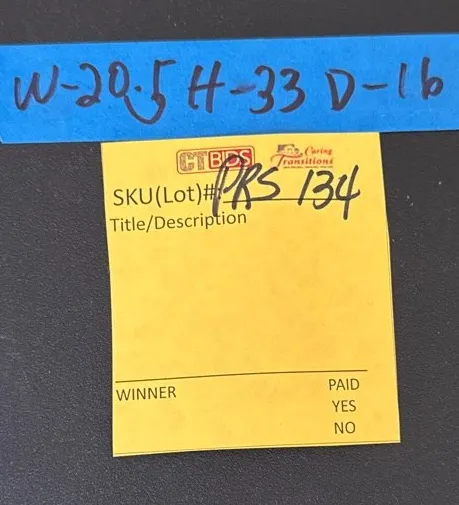 W-20.5 H-33 D-16
CTBIDS Caring Transitions
SKU(Lot)# PRS 134
Title/Description
WINNER PAID
YES
NO